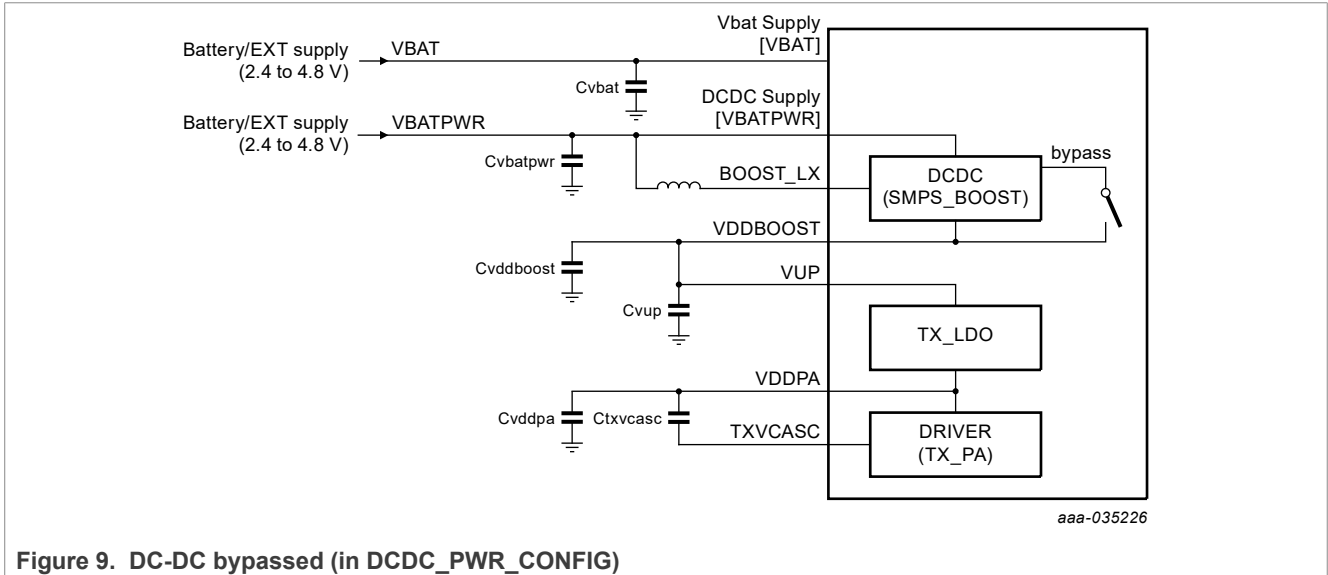 Vbat Supply
[VBAT]
Battery/EXT supply
(2.4 to 4.8 V)
VBAT
Cvbat
DCDC Supply
[VBATPWR]
Battery/EXT supply
(2.4 to 4.8 V)
VBATPWR
Cvbatpwr
BOOST_LX
DCDC
(SMPS_BOOST)
bypass
VDDBOOST
Cvddboost
VUP
Cvup
TX_LDO
VDDPA
Cvddpa
Ctxvcasc
TXVCASC
DRIVER
(TX_PA)
aaa-035226
Figure 9. DC-DC bypassed (in DCDC_PWR_CONFIG)